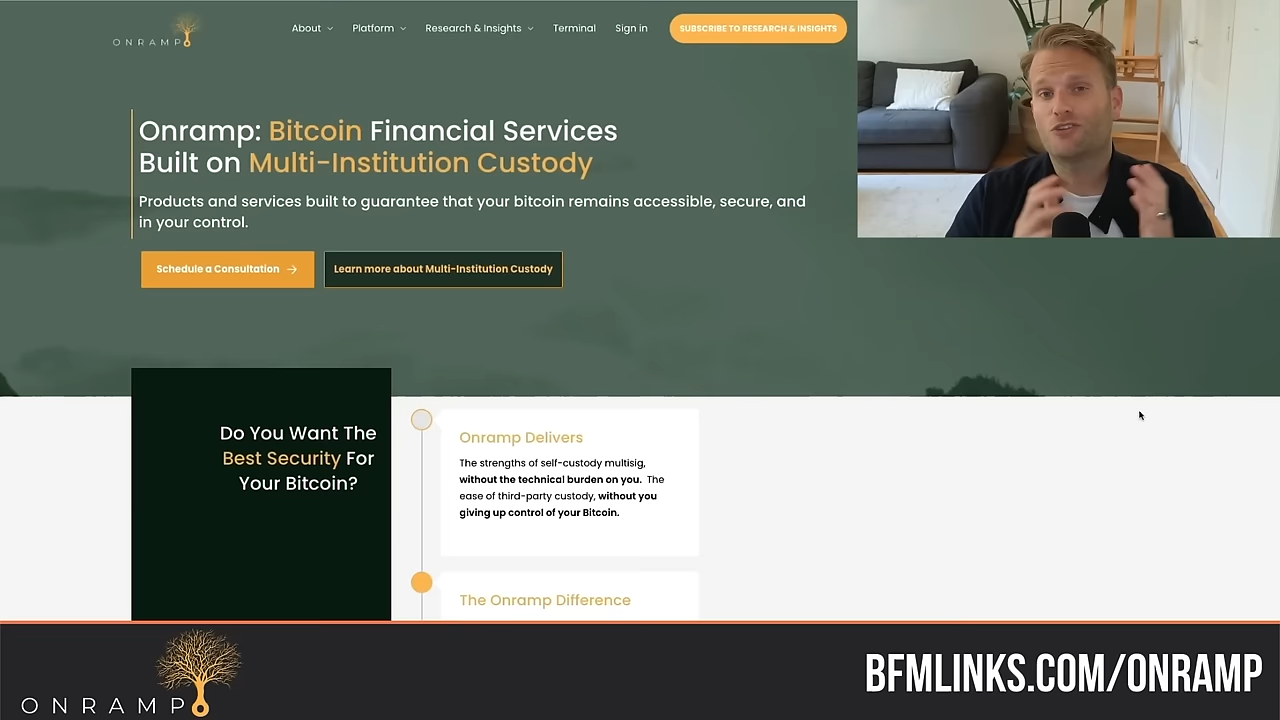 ONRAMP
About
Platform
Research & Insights
Terminal
Sign in
SUBSCRIBE TO RESEARCH & INSIGHTS
Onramp: Bitcoin Financial Services
Built on Multi-Institution Custody
Products and services built to guarantee that your bitcoin remains accessible, secure, and
in your control.
Schedule a Consultation
Learn more about Multi-Institution Custody
Do You Want The
Best Security For
Your Bitcoin?
Onramp Delivers
The strengths of self-custody multisig,
without the technical burden on you. The
ease of third-party custody, without you
giving up control of your Bitcoin.
The Onramp Difference
ONRAMP
BFMLINKS.COM/ONRAMP